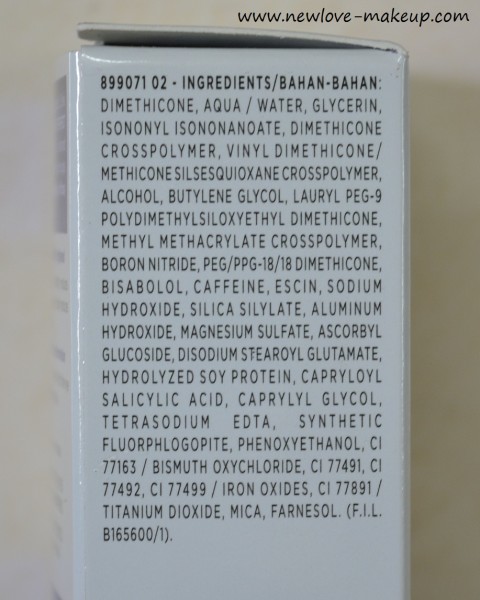 www.newlove-makeup.com
899071 02 - INGREDIENTS/BAHAN-BAHAN:
DIMETHICONE, AQUA / WATER, GLYCERIN,
ISONONYL ISONONANOATE, DIMETHICONE
CROSSPOLYMER, VINYL DIMETHICONE/
METHICONE SILSESQUIOXANE CROSSPOLYMER,
ALCOHOL, BUTYLENE GLYCOL, LAURYL PEG-9
POLYDIMETHYLSILOXYETHYL DIMETHICONE,
METHYL METHACRYLATE CROSSPOLYMER,
BORON NITRIDE, PEG/PPG-18/18 DIMETHICONE,
BISABOLOL, CAFFEINE, ESCIN, SODIUM
HYDROXIDE, SILICA SILYLATE, ALUMINUM
HYDROXIDE, MAGNESIUM SULFATE, ASCORBYL
GLUCOSIDE, DISODIUM STEAROYL GLUTAMATE,
HYDROLYZED SOY PROTEIN, CAPRYLOYL
SALICYLIC ACID, CAPRYLYL GLYCOL,
TETRASODIUM EDTA, SYNTHETIC
FLUORPHLOGOPITE, PHENOXYETHANOL, CI
77163 / BISMUTH OXYCHLORIDE, CI 77491, CI
77492, CI 77499 / IRON OXIDES, CI 77891 /
TITANIUM DIOXIDE, MICA, FARNESOL. (F.I.L.
B165600/1).